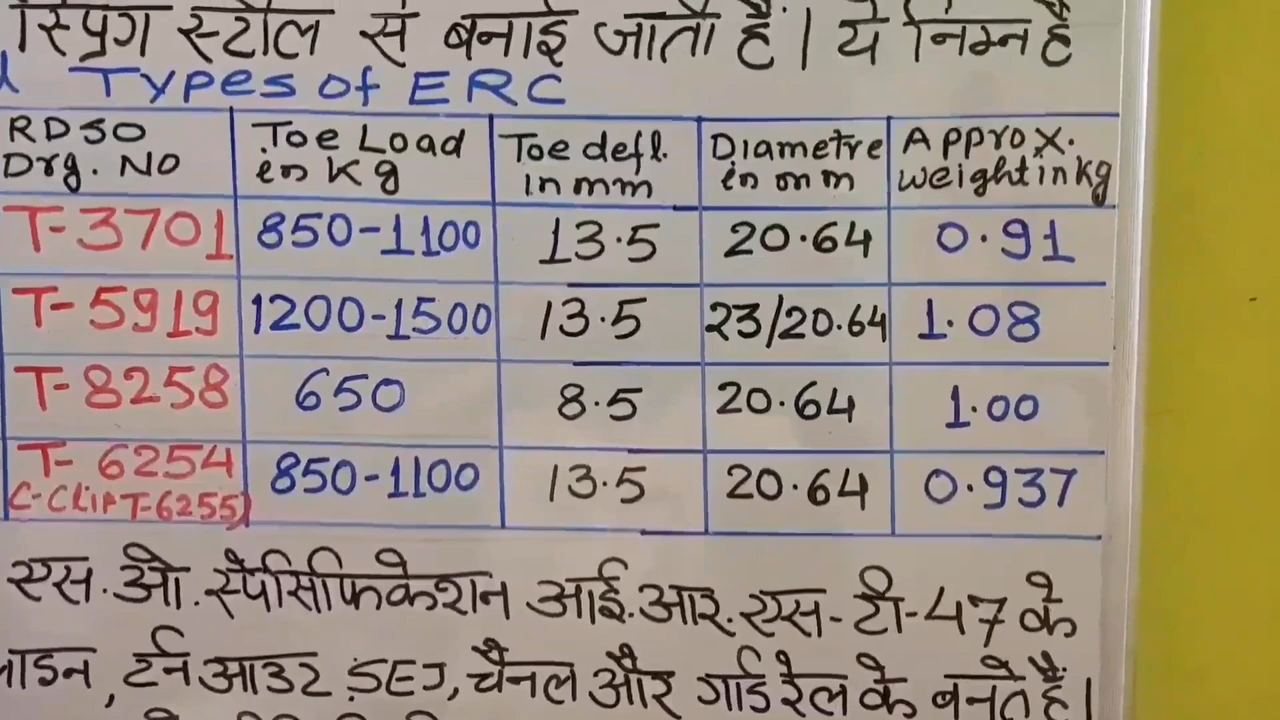 स्प्रिंग स्टील से बनाई जाती हैं। ये निम्न हैं
Types of ERC
RDSO Drg. No
Toe Load in Kg
Toe defl. in mm
Diametre in mm
Approx. weight in kg
T-3701 850-1100 13.5 20.64 0.91
T-5919 1200-1500 13.5 23/20.64 1.08
T-8258 650 8.5 20.64 1.00
T-6254 (C-Clip T-6255) 850-1100 13.5 20.64 0.937
एस.ओ. स्पेसिफिकेशन आई.आर.एस-टी-47 के
, टर्न आउट SEJ, चैनल और गार्ड रेल के बनते हैं।